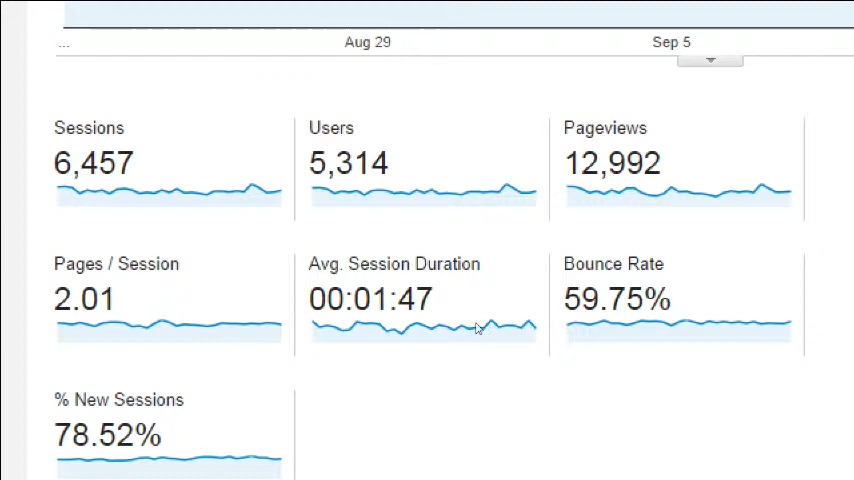 ... Aug 29 Sep 5
Sessions Users Pageviews
6,457 5,314 12,992
Pages / Session Avg. Session Duration Bounce Rate
2.01 00:01:47 59.75%
% New Sessions
78.52%